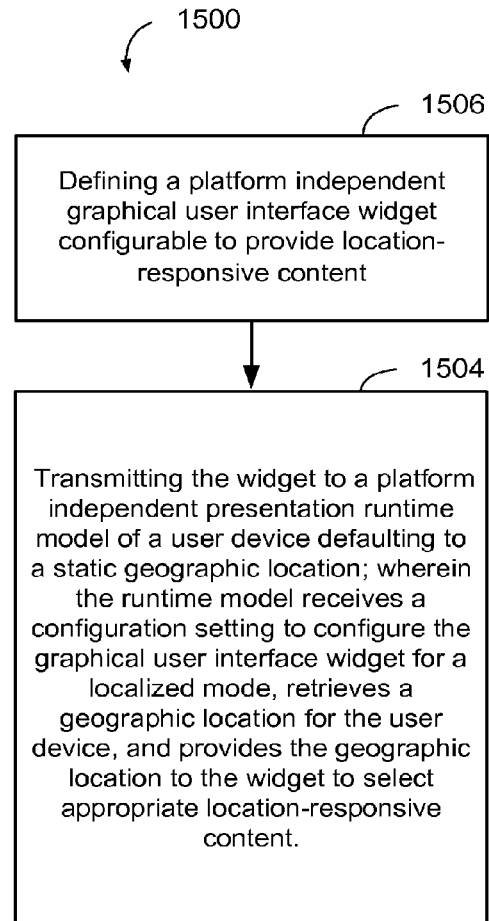 1500
1506
Defining a platform independent
graphical user interface widget
configurable to provide location-
responsive content
1504
Transmitting the widget to a platform
independent presentation runtime
model of a user device defaulting to
a static geographic location; wherein
the runtime model receives a
configuration setting to configure the
graphical user interface widget for a
localized mode, retrieves a
geographic location for the user
device, and provides the geographic
location to the widget to select
appropriate location-responsive
content.